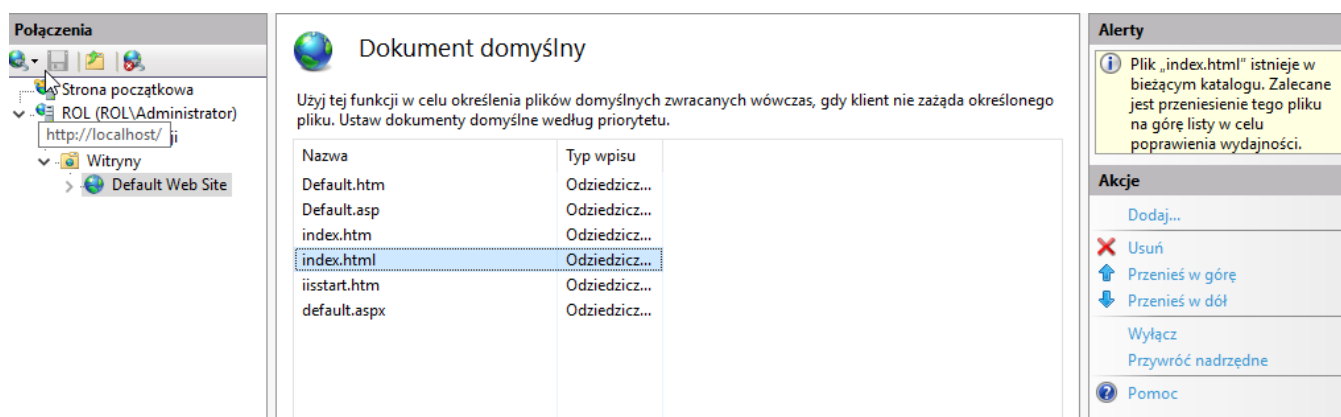 Połączenia
Strona początkowa
ROL (ROL\Administrator)
http://localhost/
Witryny
Default Web Site
Dokument domyślny
Użyj tej funkcji w celu określenia plików domyślnych zwracanych wówczas, gdy klient nie zażąda określonego
pliku. Ustaw dokumenty domyślne według priorytetu.
Nazwa Typ wpisu
Default.htm Odziedzicz...
Default.asp Odziedzicz...
index.htm Odziedzicz...
index.html Odziedzicz...
iisstart.htm Odziedzicz...
default.aspx Odziedzicz...
Alerty
Plik „index.html” istnieje w
bieżącym katalogu. Zalecane
jest przeniesienie tego pliku
na górę listy w celu
poprawienia wydajności.
Akcje
Dodaj...
Usuń
Przenieś w górę
Przenieś w dół
Wyłącz
Przywróć nadrzędne
Pomoc